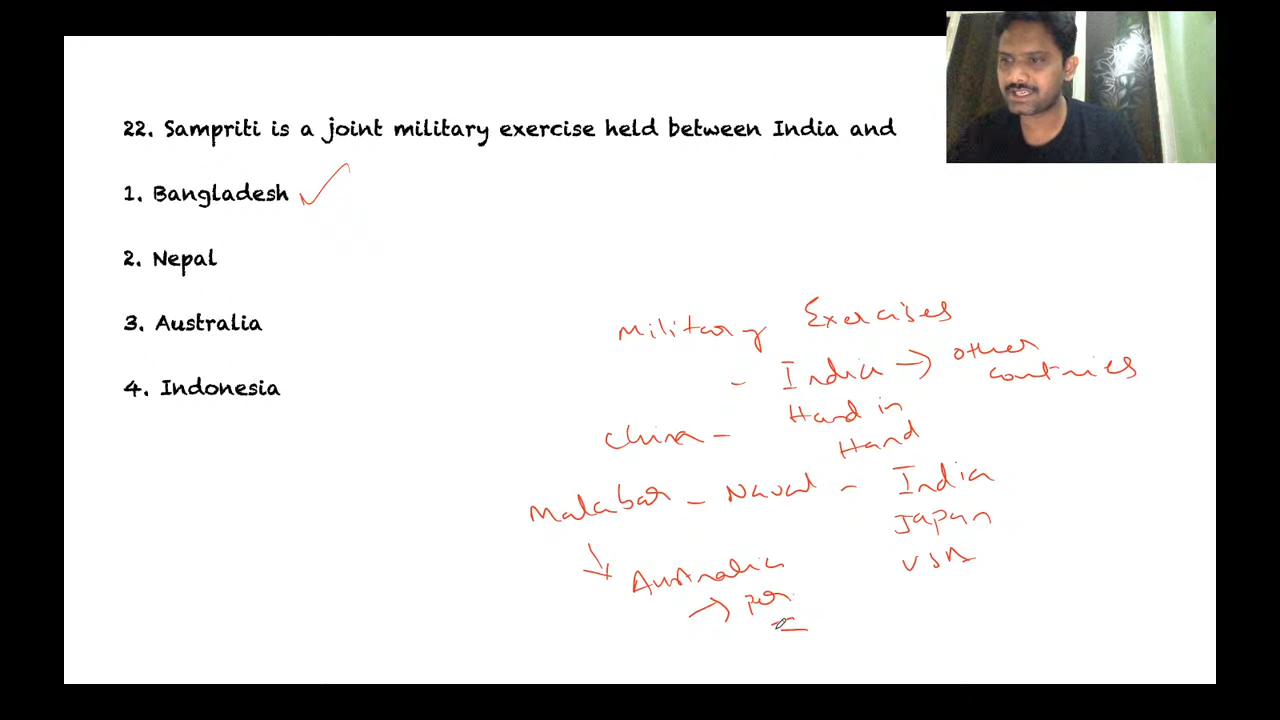 22. Sampriti is a joint military exercise held between India and
1. Bangladesh
2. Nepal
3. Australia
4. Indonesia
Military Exercises
- India → other
countries
China - Hand in
Hand
Malabar - Naval - India
Japan
USA
↓ Australia
→